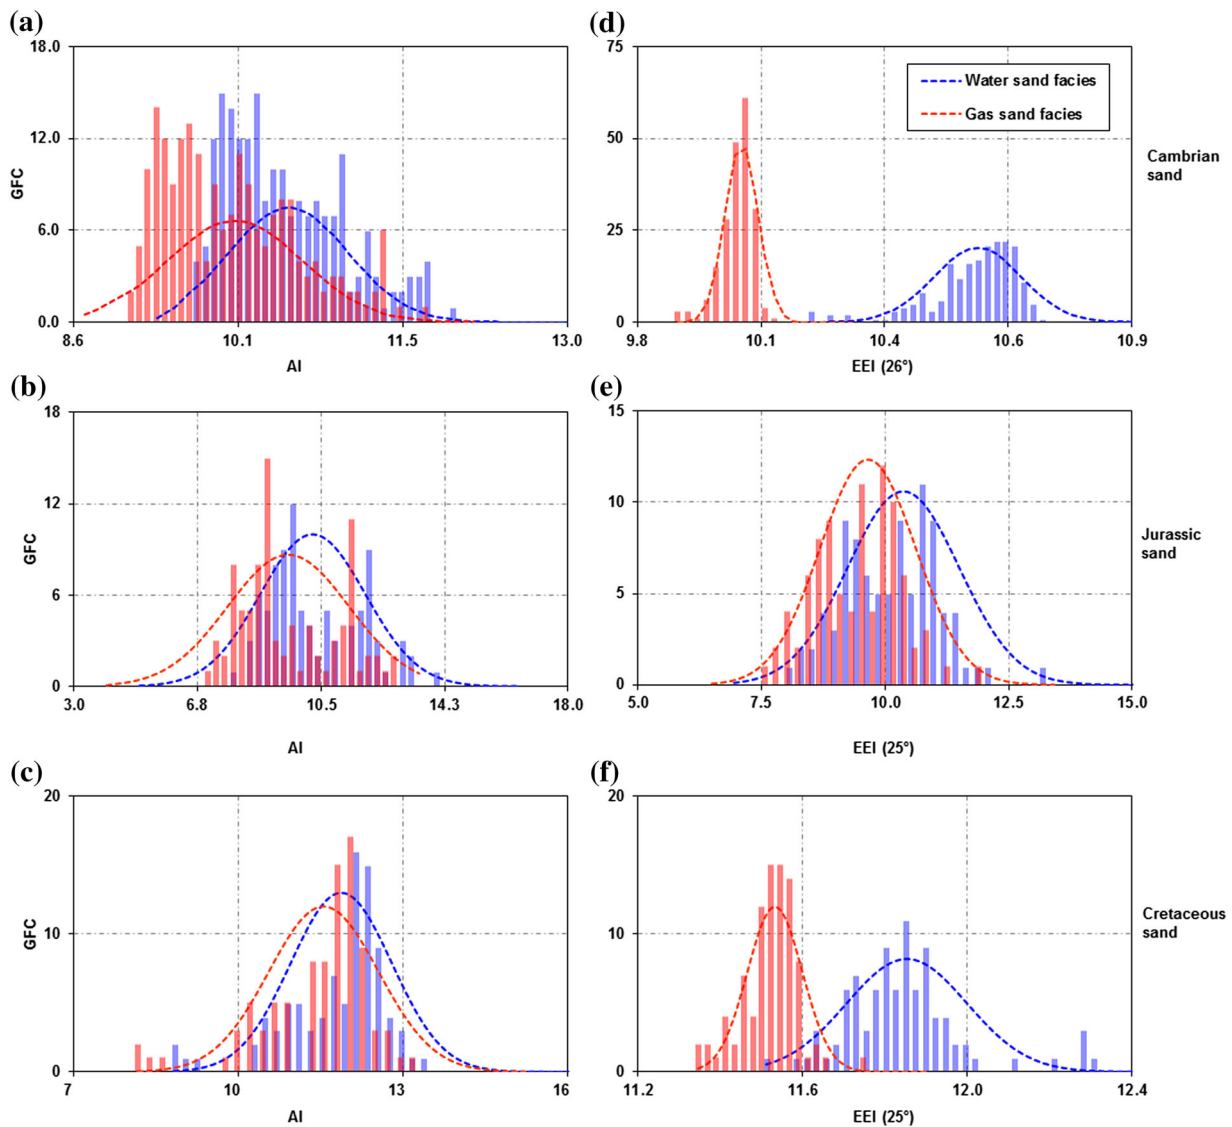 (a)
18.0
12.0
6.0
0.0
GFC
8.6 10.1 11.5 13.0
AI
(d)
75
50
25
0
Water sand facies
Gas sand facies
9.8 10.1 10.4 10.6 10.9
EEI (26°)
Cambrian
sand
(b)
18
12
6
0
GFC
3.0 6.8 10.5 14.3 18.0
AI
(e)
15
10
5
0
5.0 7.5 10.0 12.5 15.0
EEI (25°)
Jurassic
sand
(c)
20
10
0
GFC
7 10 13 16
AI
(f)
20
10
0
11.2 11.6 12.0 12.4
EEI (25°)
Cretaceous
sand